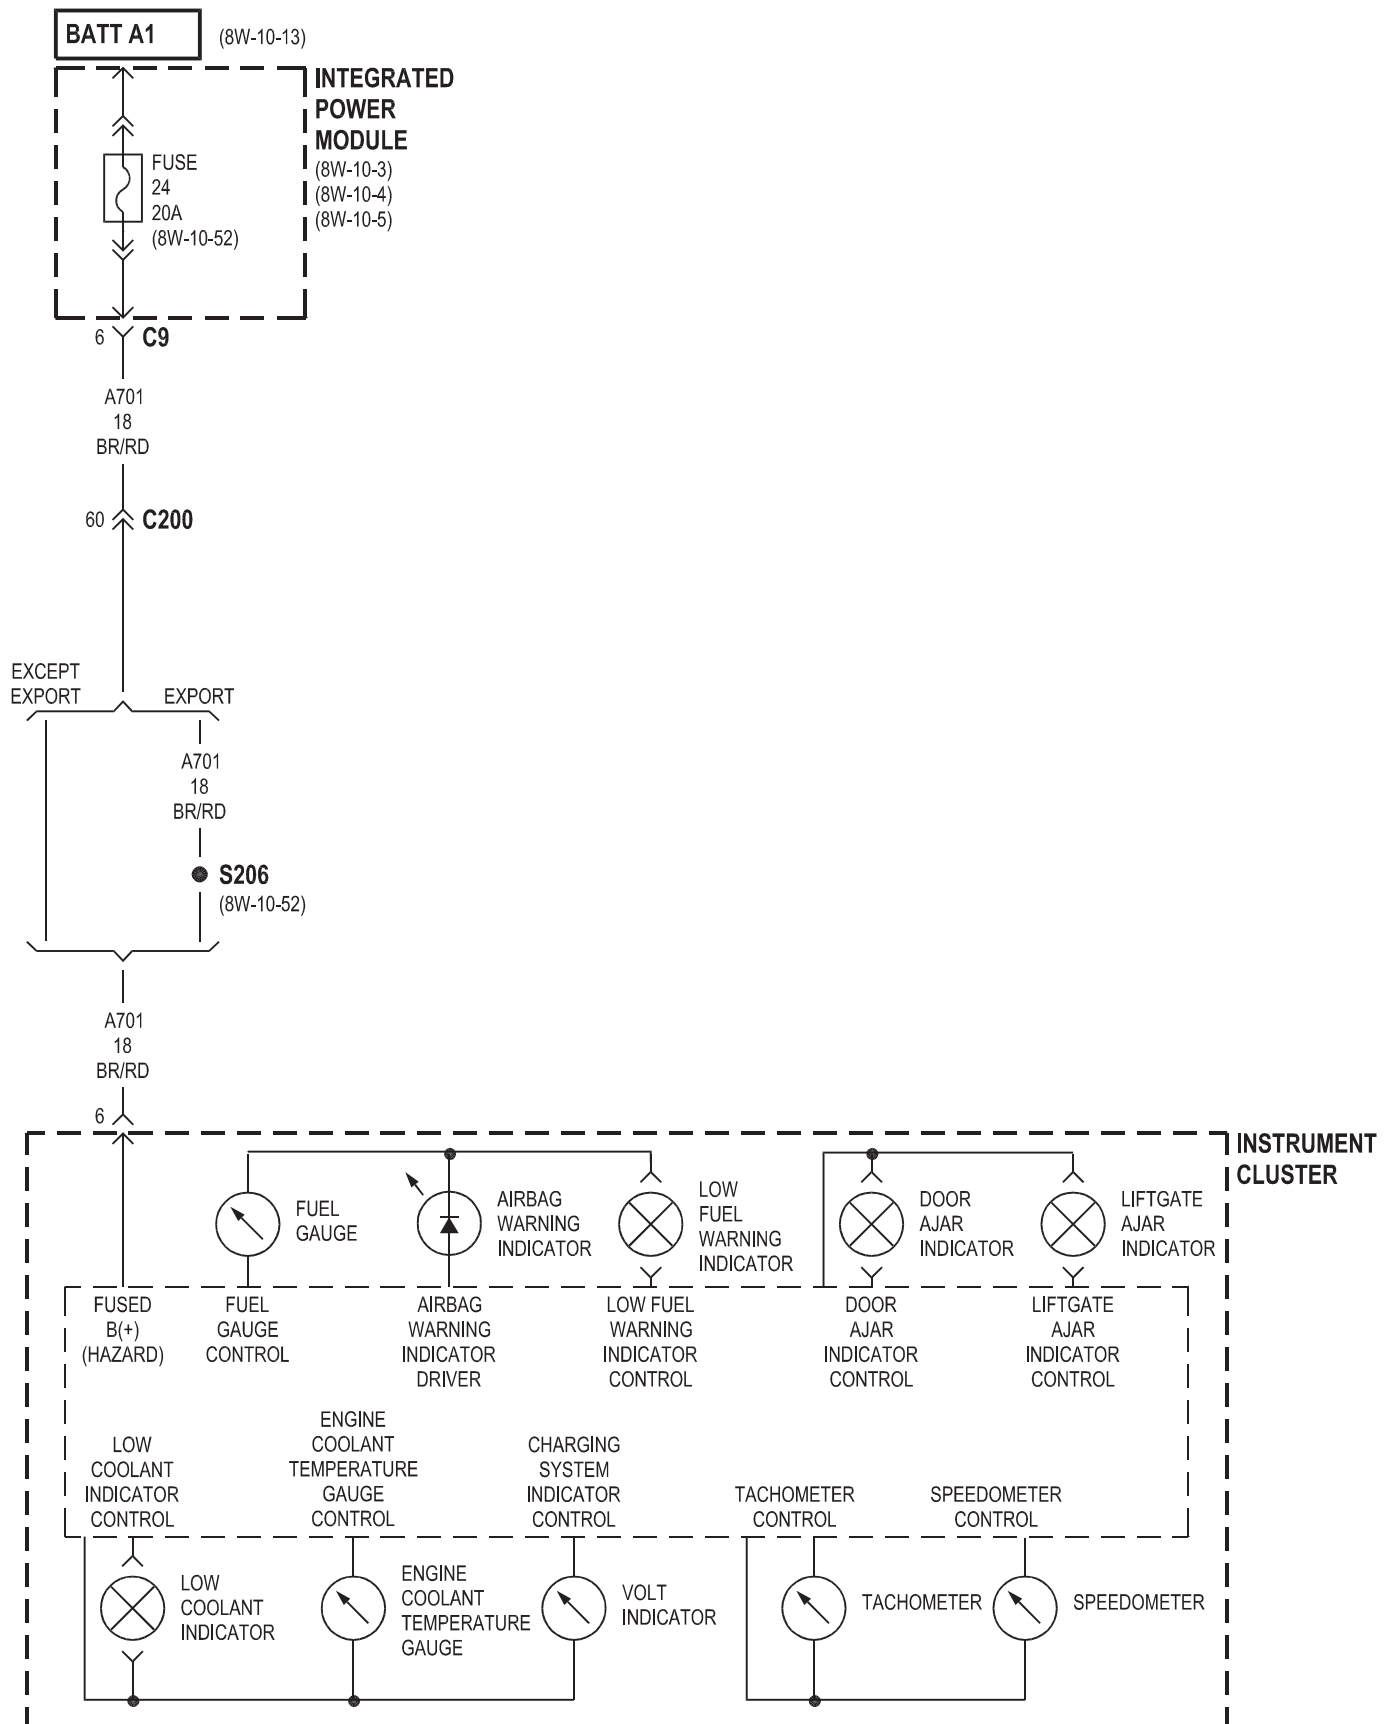 BATT A1 (8W-10-13)
INTEGRATED
POWER
MODULE
(8W-10-3)
(8W-10-4)
(8W-10-5)
FUSE
24
20A
(8W-10-52)
6 C9
A701
18
BR/RD
60 C200
EXCEPT
EXPORT
EXPORT
A701
18
BR/RD
S206
(8W-10-52)
A701
18
BR/RD
6
INSTRUMENT
CLUSTER
FUEL
GAUGE
AIRBAG
WARNING
INDICATOR
LOW
FUEL
WARNING
INDICATOR
DOOR
AJAR
INDICATOR
LIFTGATE
AJAR
INDICATOR
FUSED
B(+)
(HAZARD)
FUEL
GAUGE
CONTROL
AIRBAG
WARNING
INDICATOR
DRIVER
LOW FUEL
WARNING
INDICATOR
CONTROL
DOOR
AJAR
INDICATOR
CONTROL
LIFTGATE
AJAR
INDICATOR
CONTROL
LOW
COOLANT
INDICATOR
CONTROL
ENGINE
COOLANT
TEMPERATURE
GAUGE
CONTROL
CHARGING
SYSTEM
INDICATOR
CONTROL
TACHOMETER
CONTROL
SPEEDOMETER
CONTROL
LOW
COOLANT
INDICATOR
ENGINE
COOLANT
TEMPERATURE
GAUGE
VOLT
INDICATOR
TACHOMETER
SPEEDOMETER